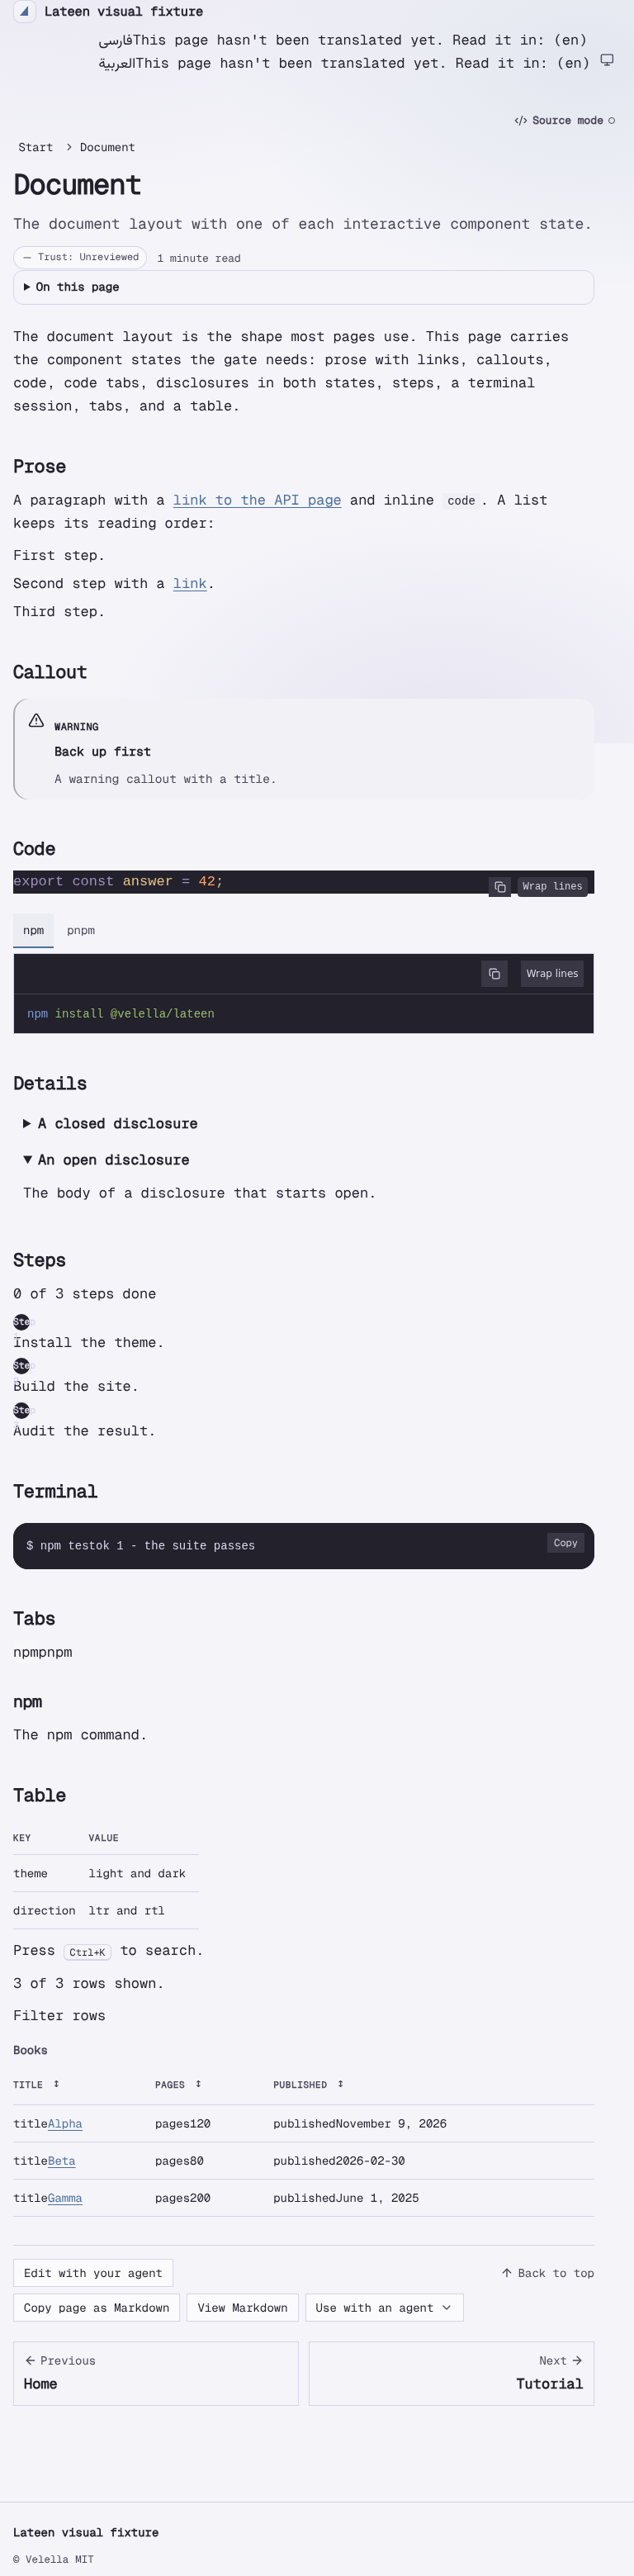 Lateen visual fixture
فارسیThis page hasn't been translated yet. Read it in: (en)
العربيةThis page hasn't been translated yet. Read it in: (en)
Source mode
Start > Document
Document
The document layout with one of each interactive component state.
— Trust: Unreviewed 1 minute read
On this page
The document layout is the shape most pages use. This page carries
the component states the gate needs: prose with links, callouts,
code, code tabs, disclosures in both states, steps, a terminal
session, tabs, and a table.
Prose
A paragraph with a link to the API page and inline code. A list
keeps its reading order:
First step.
Second step with a link.
Third step.
Callout
WARNING
Back up first
A warning callout with a title.
Code
export const answer = 42;
Wrap lines
npm pnpm
Wrap lines
npm install @velella/lateen
Details
A closed disclosure
An open disclosure
The body of a disclosure that starts open.
Steps
0 of 3 steps done
Step
Install the theme.
Step
Build the site.
Step
Audit the result.
Terminal
$ npm testok 1 - the suite passes
Copy
Tabs
npmpnpm
npm
The npm command.
Table
KEY VALUE
theme light and dark
direction ltr and rtl
Press Ctrl+K to search.
3 of 3 rows shown.
Filter rows
Books
TITLE ↕ PAGES ↕ PUBLISHED ↕
titleAlpha pages120 publishedNovember 9, 2026
titleBeta pages80 published2026-02-30
titleGamma pages200 publishedJune 1, 2025
Edit with your agent
↑ Back to top
Copy page as Markdown View Markdown Use with an agent
← Previous
Home
Next →
Tutorial
Lateen visual fixture
© Velella MIT